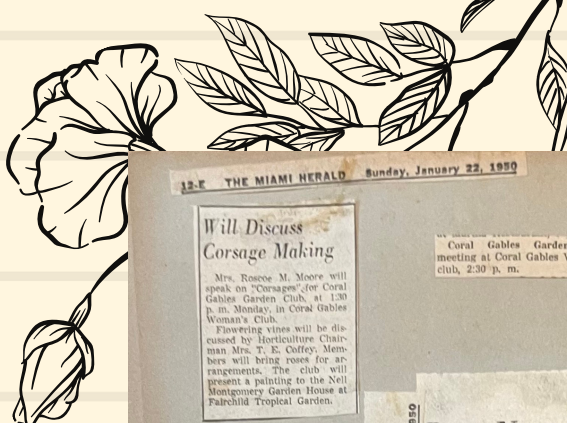 12-E THE MIAMI HERALD Sunday, January 22, 1950
Will Discuss
Corsage Making
Mrs. Roscoe M. Moore will
speak on "Corsages" for Coral
Gables Garden Club, at 1:30
p. m. Monday, in Coral Gables
Woman's Club.
Flowering vines will be dis-
cussed by Horticulture Chair-
man Mrs. T. E. Coffey. Mem-
bers will bring roses for ar-
rangements. The club will
present a painting to the Nell
Montgomery Garden House at
Fairchild Tropical Garden.
Coral Gables Garden
meeting at Coral Gables
club, 2:30 p. m.